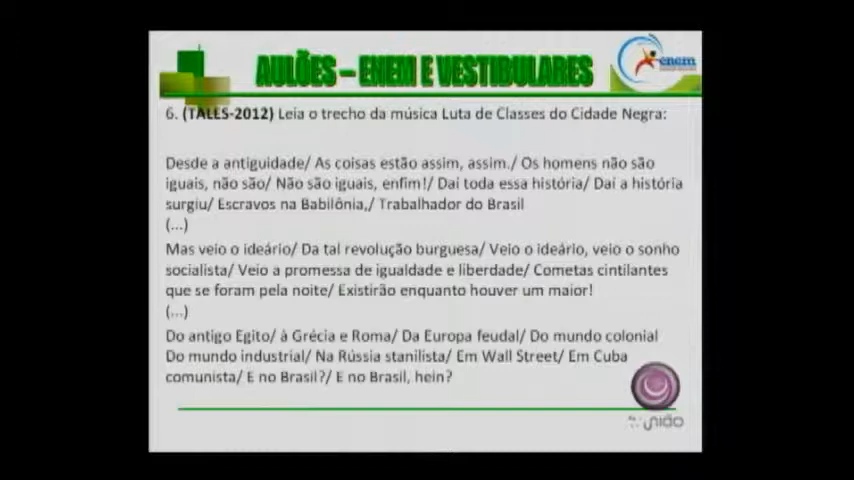 AULÕES – ENEM E VESTIBULARES
enem
6. (TALES-2012) Leia o trecho da música Luta de Classes do Cidade Negra:
Desde a antiguidade/ As coisas estão assim, assim./ Os homens não são
iguais, não são/ Não são iguais, enfim!/ Daí toda essa história/ Daí a história
surgiu/ Escravos na Babilônia,/ Trabalhador do Brasil
(...)
Mas veio o ideário/ Da tal revolução burguesa/ Veio o ideário, veio o sonho
socialista/ Veio a promessa de igualdade e liberdade/ Cometas cintilantes
que se foram pela noite/ Existirão enquanto houver um maior!
(...)
Do antigo Egito/ à Grécia e Roma/ Da Europa feudal/ Do mundo colonial
Do mundo industrial/ Na Rússia stanilista/ Em Wall Street/ Em Cuba
comunista/ E no Brasil?/ E no Brasil, hein?